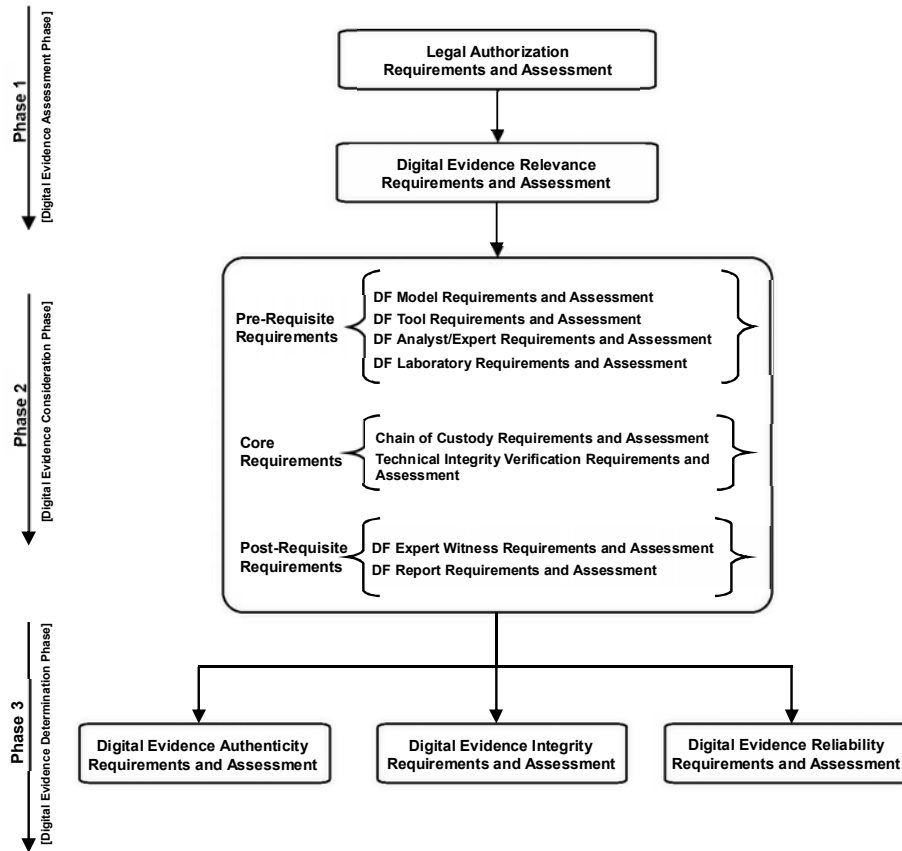 Phase 1
[Digital Evidence Assessment Phase]
Legal Authorization
Requirements and Assessment
Digital Evidence Relevance
Requirements and Assessment
Phase 2
[Digital Evidence Consideration Phase]
Pre-Requisite
Requirements
DF Model Requirements and Assessment
DF Tool Requirements and Assessment
DF Analyst/Expert Requirements and Assessment
DF Laboratory Requirements and Assessment
Core
Requirements
Chain of Custody Requirements and Assessment
Technical Integrity Verification Requirements and
Assessment
Post-Requisite
Requirements
DF Expert Witness Requirements and Assessment
DF Report Requirements and Assessment
Phase 3
[Digital Evidence Determination Phase]
Digital Evidence Authenticity
Requirements and Assessment
Digital Evidence Integrity
Requirements and Assessment
Digital Evidence Reliability
Requirements and Assessment